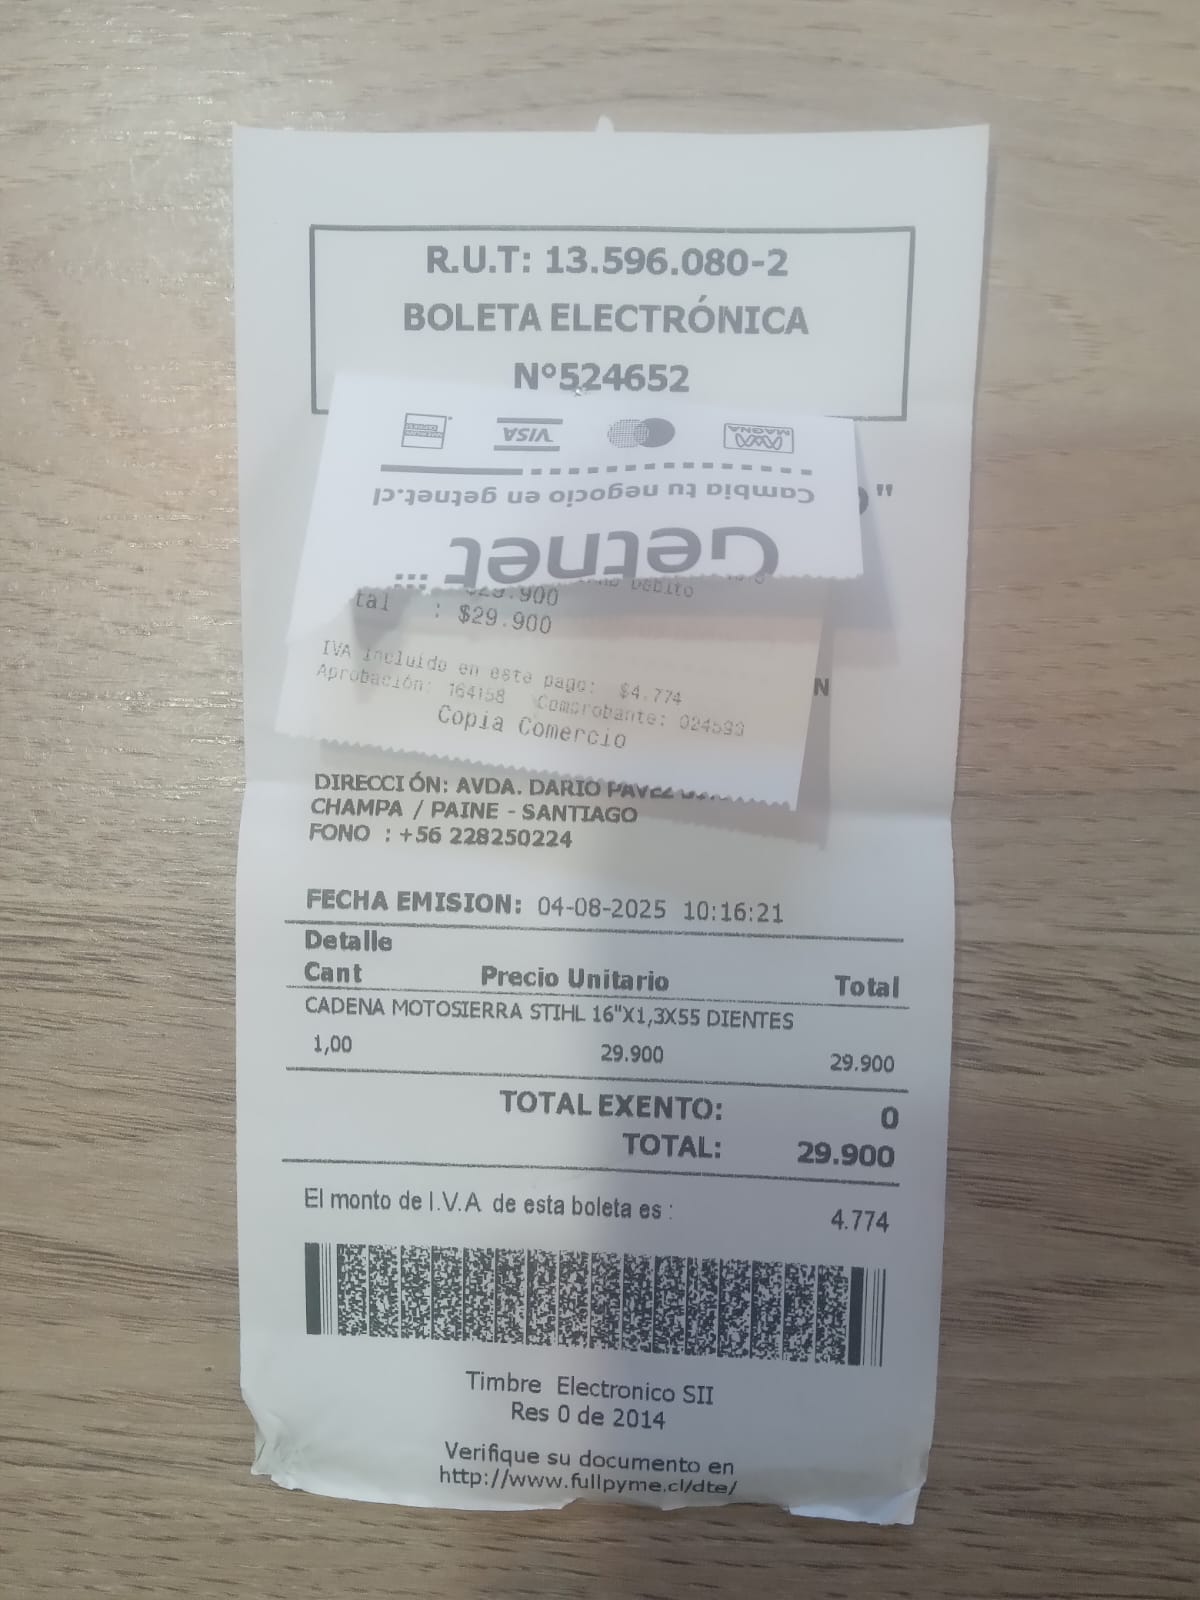 R.U.T: 13.596.080-2
BOLETA ELECTRÓNICA
N°524652
AMERICAN EXPRESS
VISA
MAGNA
Cambia tu negocio en getnet.cl
Getnet
"
Debito
$29.900
tal : $29.900
IVA incluido en este pago: $4.774
Aprobación: 164158 Comprobante: 024593
Copia Comercio
N
DIRECCIÓN: AVDA. DARIO
CHAMPA / PAINE - SANTIAGO
FONO : +56 228250224
FECHA EMISION: 04-08-2025 10:16:21
Detalle
Cant Precio Unitario Total
CADENA MOTOSIERRA STIHL 16"X1,3X55 DIENTES
1,00 29.900 29.900
TOTAL EXENTO: 0
TOTAL: 29.900
El monto de I.V.A de esta boleta es : 4.774
Timbre Electronico SII
Res 0 de 2014
Verifique su documento en
http://www.fullpyme.cl/dte/